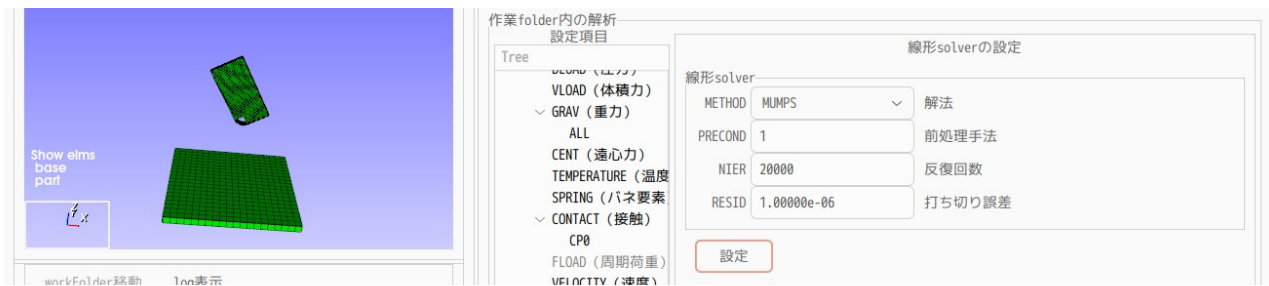 Show elms
base
part
z
x
workFolder移動 log表示
作業folder内の解析
設定項目
Tree
DLOAD (圧力)
VLOAD (体積力)
GRAV (重力)
ALL
CENT (遠心力)
TEMPERATURE (温度
SPRING (バネ要素
CONTACT (接触)
CP0
FLOAD (周期荷重)
VELOCITY (速度)
線形solverの設定
線形solver
METHOD MUMPS 解法
PRECOND 1 前処理手法
NIER 20000 反復回数
RESID 1.00000e-06 打ち切り誤差
設定